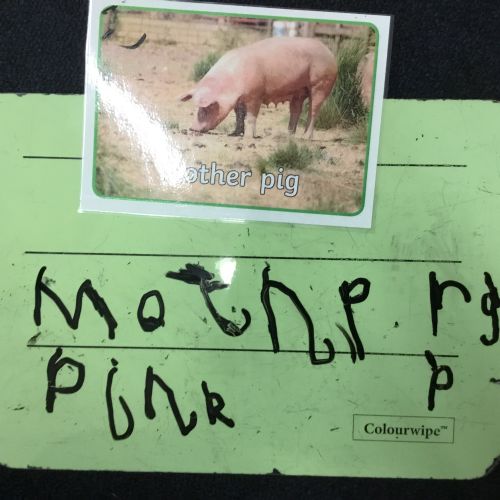 other pig
pink p
Colourwipe™